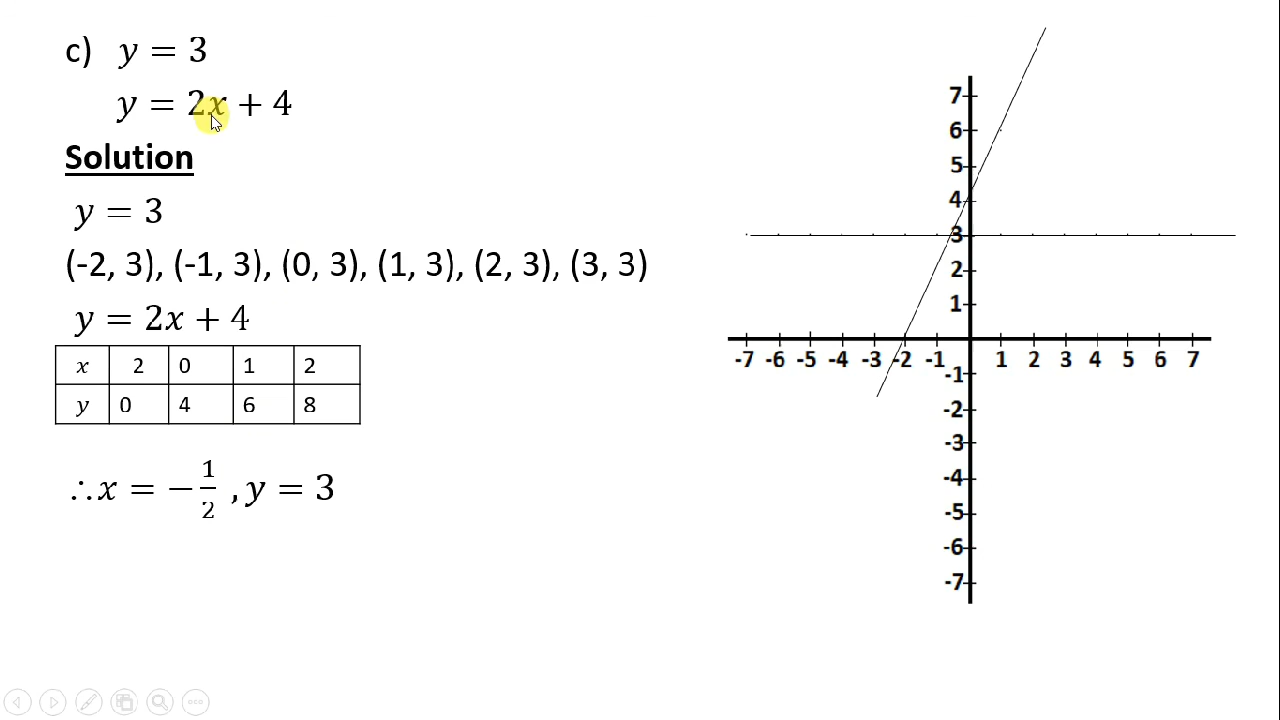 c) y = 3
y = 2x + 4
Solution
y = 3
(-2, 3), (-1, 3), (0, 3), (1, 3), (2, 3), (3, 3)
y = 2x + 4
x 2 0 1 2
y 0 4 6 8
∴x = −1/2 , y = 3
7
6
5
4
3
2
1
-7 -6 -5 -4 -3 -2 -1 1 2 3 4 5 6 7
-1
-2
-3
-4
-5
-6
-7